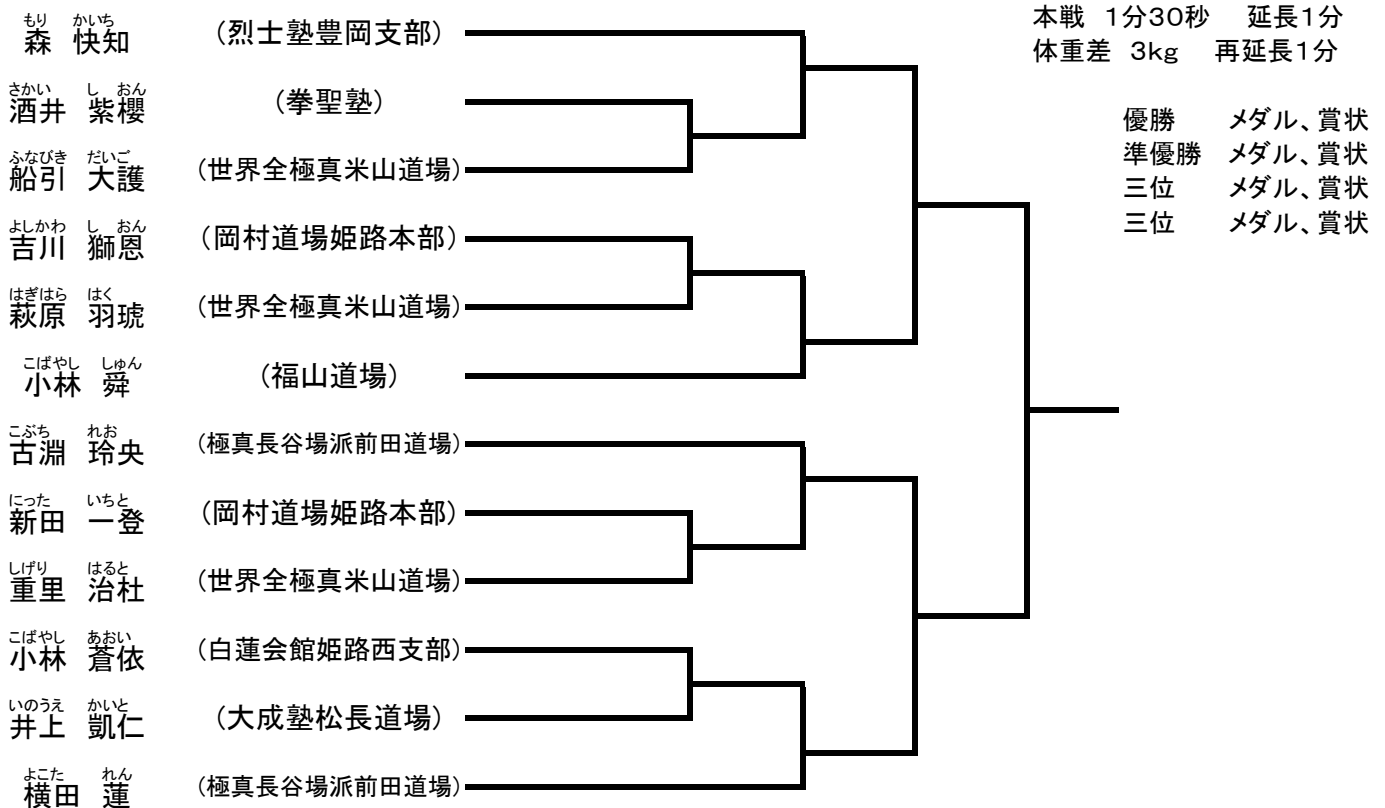 もり かいち
森 快知 (烈士塾豊岡支部)
さかい し おん
酒井 紫櫻 (拳聖塾)
ふなびき だいご
船引 大護 (世界全極真米山道場)
よしかわ し おん
吉川 獅恩 (岡村道場姫路本部)
はぎはら はく
萩原 羽琥 (世界全極真米山道場)
こばやし しゅん
小林 舜 (福山道場)
こぶち れお
古淵 玲央 (極真長谷場派前田道場)
にった いちと
新田 一登 (岡村道場姫路本部)
しげり はると
重里 治杜 (世界全極真米山道場)
こばやし あおい
小林 蒼依 (白蓮会館姫路西支部)
いのうえ かいと
井上 凱仁 (大成塾松長道場)
よこた れん
横田 蓮 (極真長谷場派前田道場)
本戦 1分30秒 延長1分
体重差 3kg 再延長1分
優勝 メダル、賞状
準優勝 メダル、賞状
三位 メダル、賞状
三位 メダル、賞状